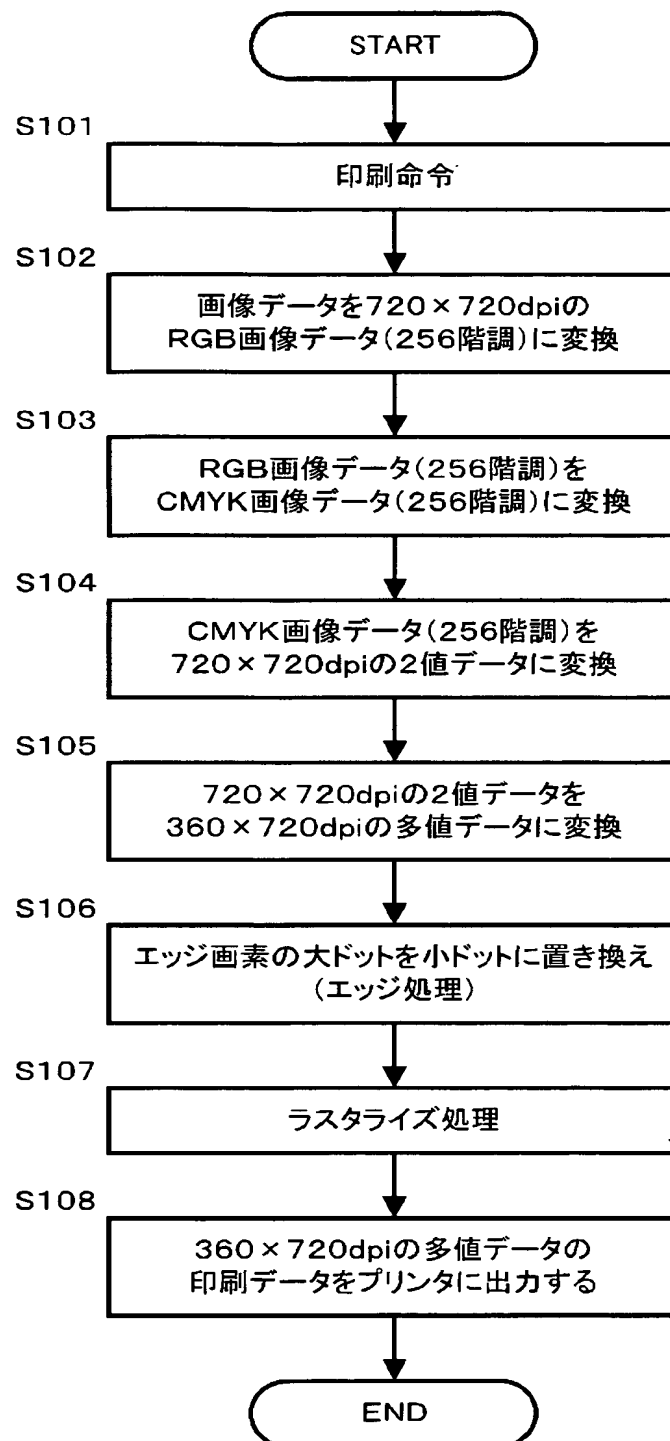 START
S101
印刷命令
S102
画像データを720×720dpiの
RGB画像データ(256階調)に変換
S103
RGB画像データ(256階調)を
CMYK画像データ(256階調)に変換
S104
CMYK画像データ(256階調)を
720×720dpiの2値データに変換
S105
720×720dpiの2値データを
360×720dpiの多値データに変換
S106
エッジ画素の大ドットを小ドットに置き換え
(エッジ処理)
S107
ラスタライズ処理
S108
360×720dpiの多値データの
印刷データをプリンタに出力する
END